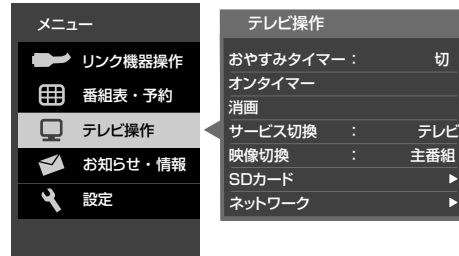 メニュー
リンク機器操作
番組表・予約
テレビ操作
お知らせ・情報
設定
テレビ操作
おやすみタイマー： 切
オンタイマー
消画
サービス切換 ： テレビ
映像切換 ： 主番組
SDカード
ネットワーク